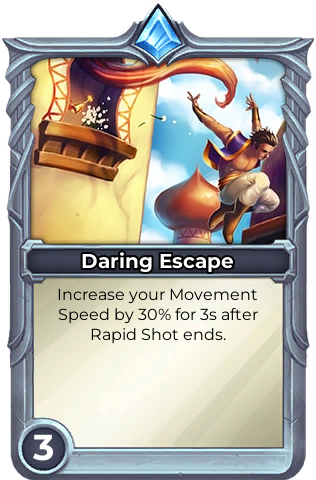 Daring Escape
Increase your Movement
Speed by 30% for 3s after
Rapid Shot ends.
3